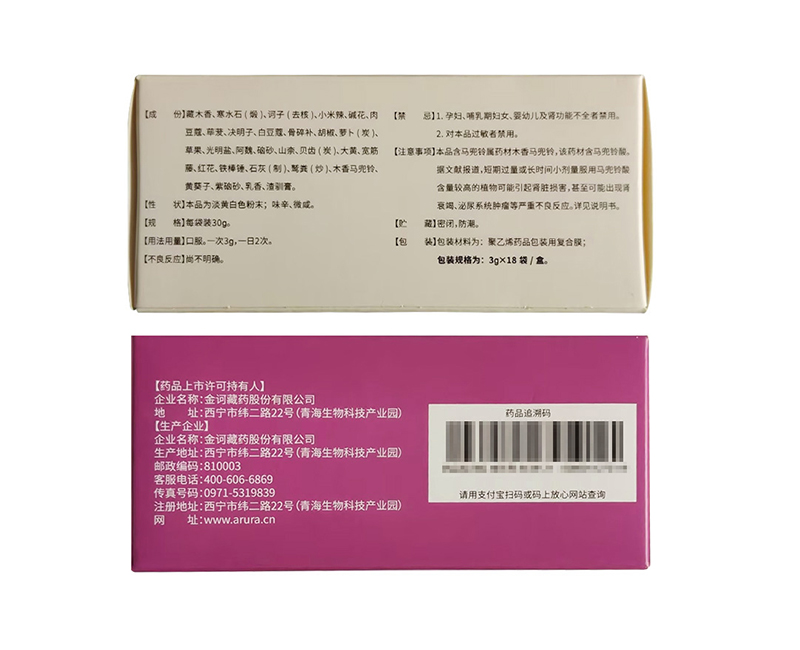 【成　份】藏木香、寒水石(煅)、诃子(去核)、小米辣、碱花、肉
豆蔻、荜茇、决明子、白豆蔻、骨碎补、胡椒、萝卜(炭)、
草果、光明盐、阿魏、硇砂、山柰、贝齿(炭)、大黄、宽筋
藤、红花、铁棒锤、石灰(制)、鹫粪(炒)、木香马兜铃、
黄葵子、紫硇砂、乳香、渣驯膏。
【性　状】本品为淡黄白色粉末；味辛、微咸。
【规　格】每袋装30g。
【用法用量】口服。一次3g，一日2次。
【不良反应】尚不明确。
【禁　忌】1. 孕妇、哺乳期妇女、婴幼儿及肾功能不全者禁用。
2. 对本品过敏者禁用。
【注意事项】本品含马兜铃属药材木香马兜铃，该药材含马兜铃酸。
据文献报道，短期过量或长时间小剂量服用马兜铃酸
含量较高的植物可能引起肾脏损害，甚至可能出现肾
衰竭、泌尿系统肿瘤等严重不良反应。详见说明书。
【贮　藏】密闭，防潮。
【包　装】包装材料为：聚乙烯药品包装用复合膜；
包装规格为：3g×18 袋 / 盒。
【药品上市许可持有人】
企业名称:金诃藏药股份有限公司
地　址:西宁市纬二路22号(青海生物科技产业园)
【生产企业】
企业名称:金诃藏药股份有限公司
生产地址:西宁市纬二路22号(青海生物科技产业园)
邮政编码:810003
客服电话:400-606-6869
传真号码:0971-5319839
注册地址:西宁市纬二路22号(青海生物科技产业园)
网　址:www.arura.cn
药品追溯码
请用支付宝扫码或码上放心网站查询